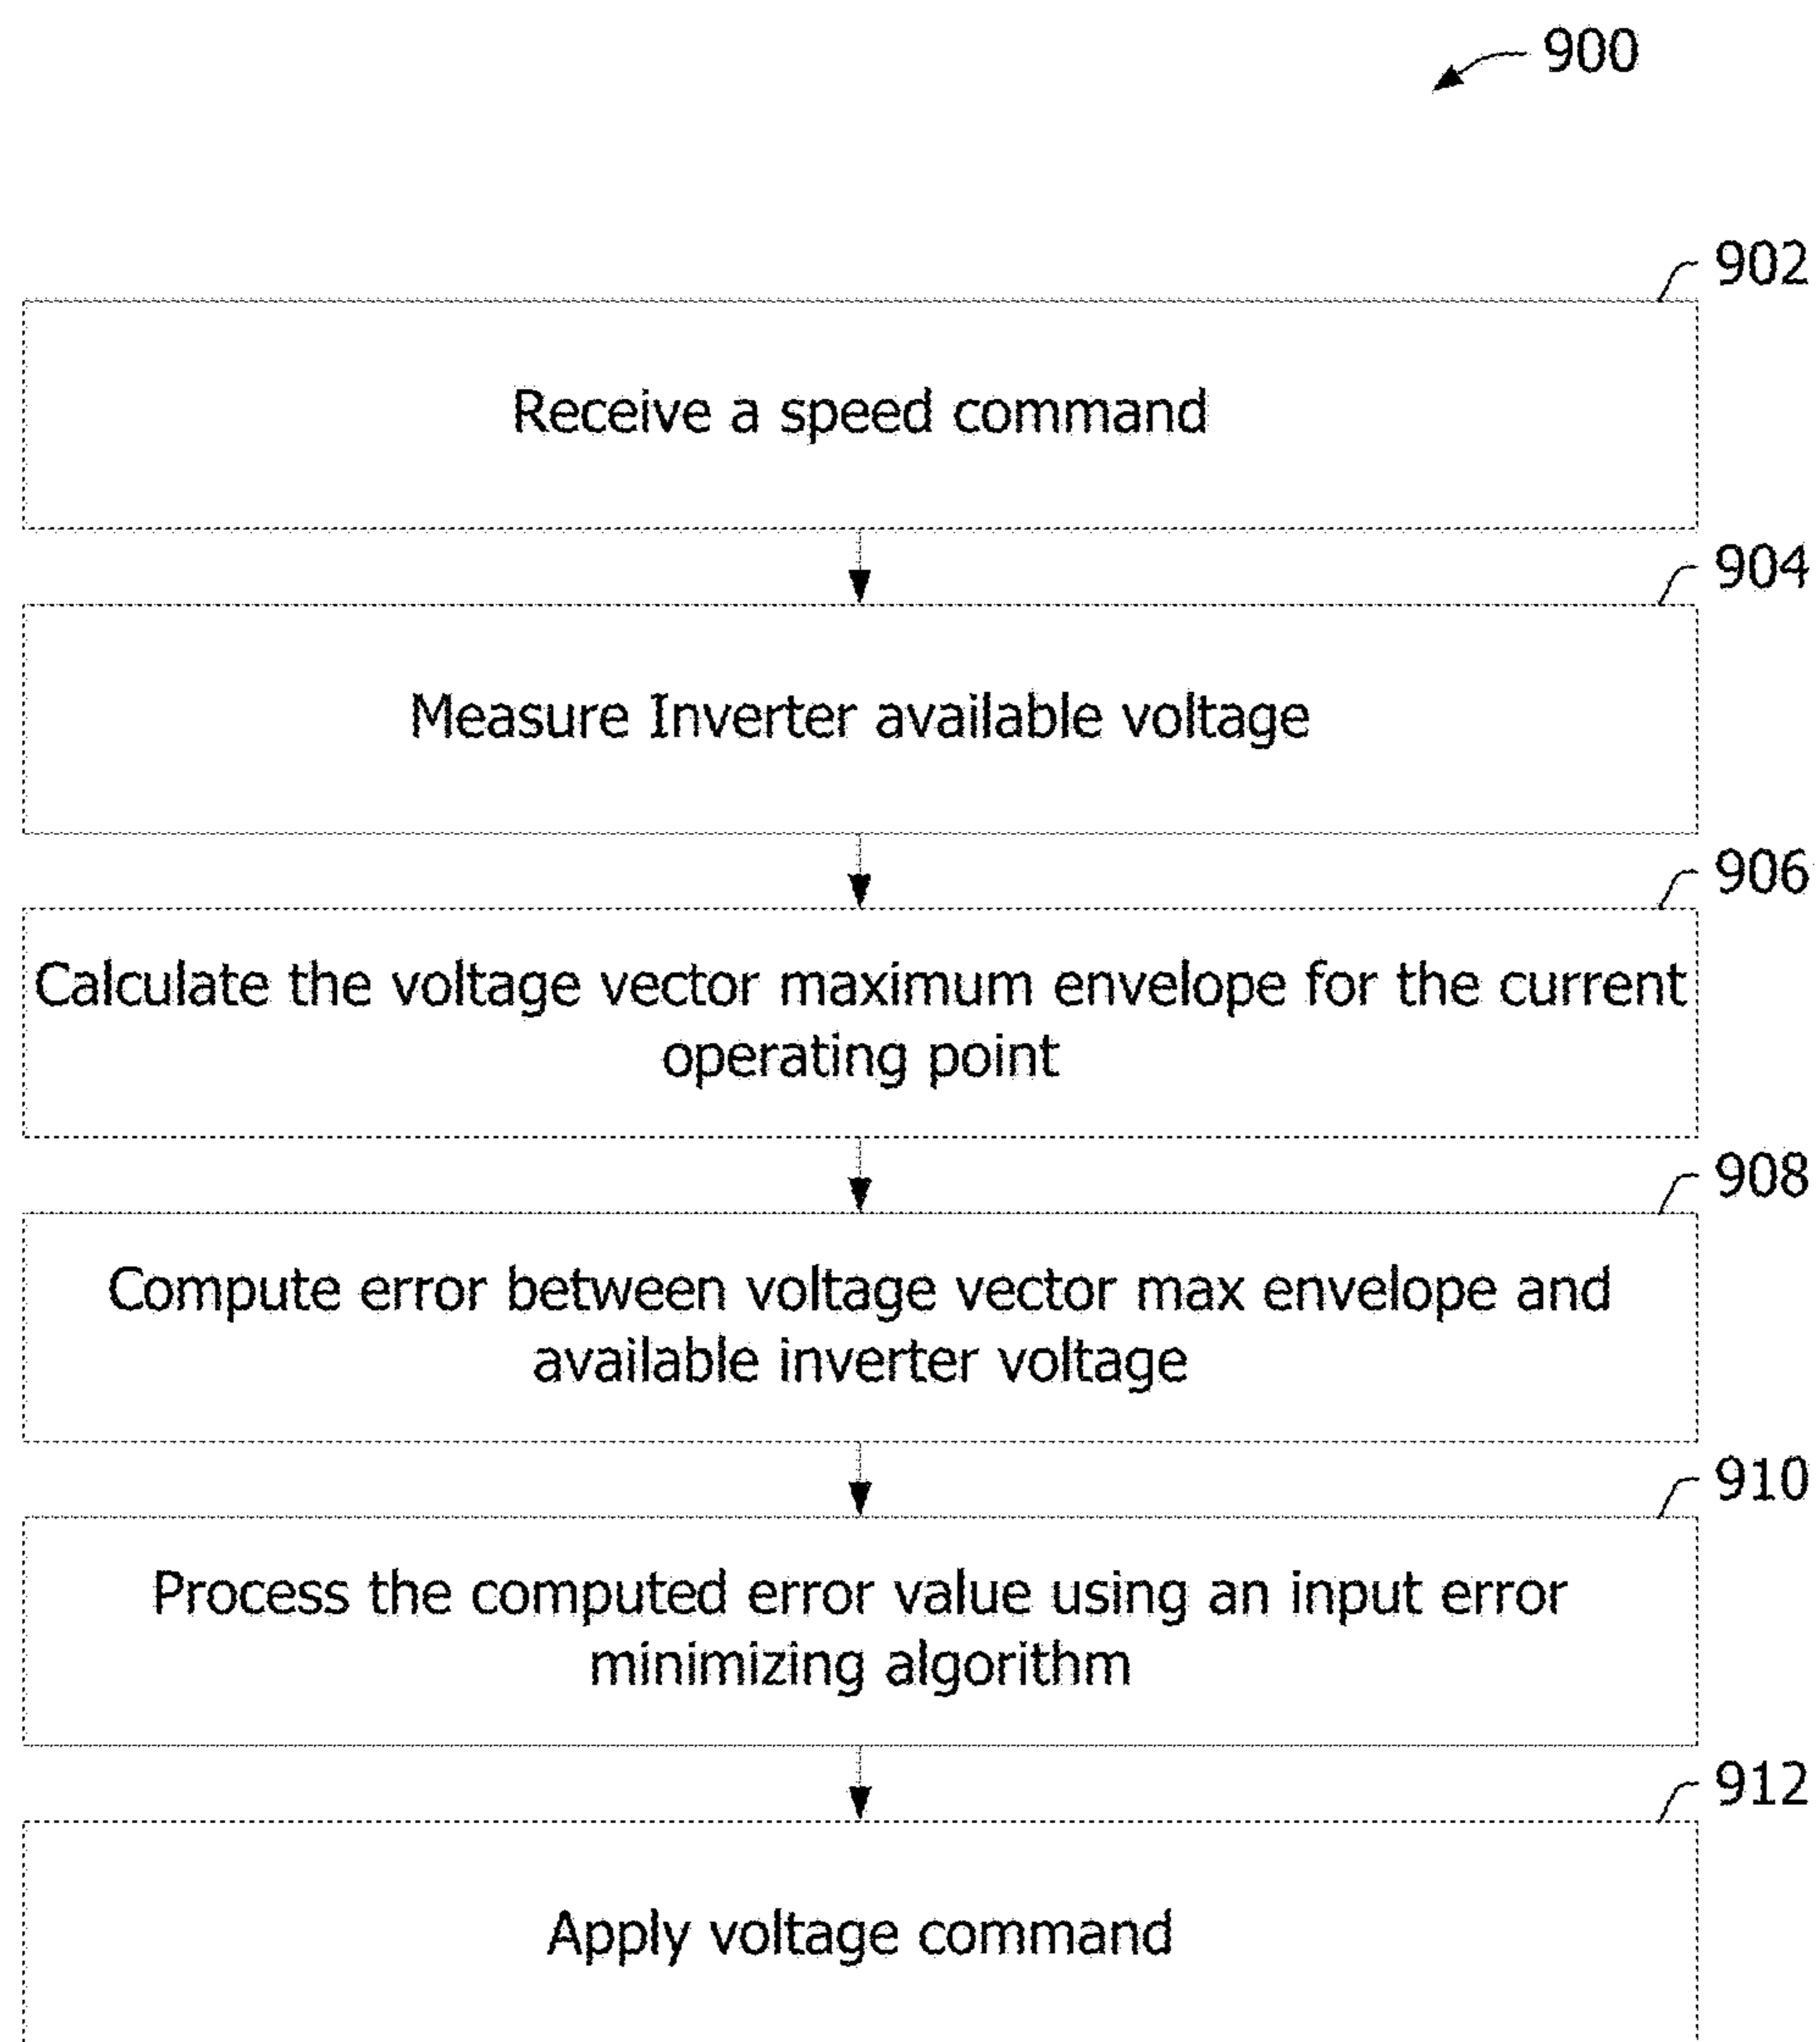 900
902
Receive a speed command
904
Measure Inverter available voltage
906
Calculate the voltage vector maximum envelope for the current
operating point
908
Compute error between voltage vector max envelope and
available inverter voltage
910
Process the computed error value using an input error
minimizing algorithm
912
Apply voltage command